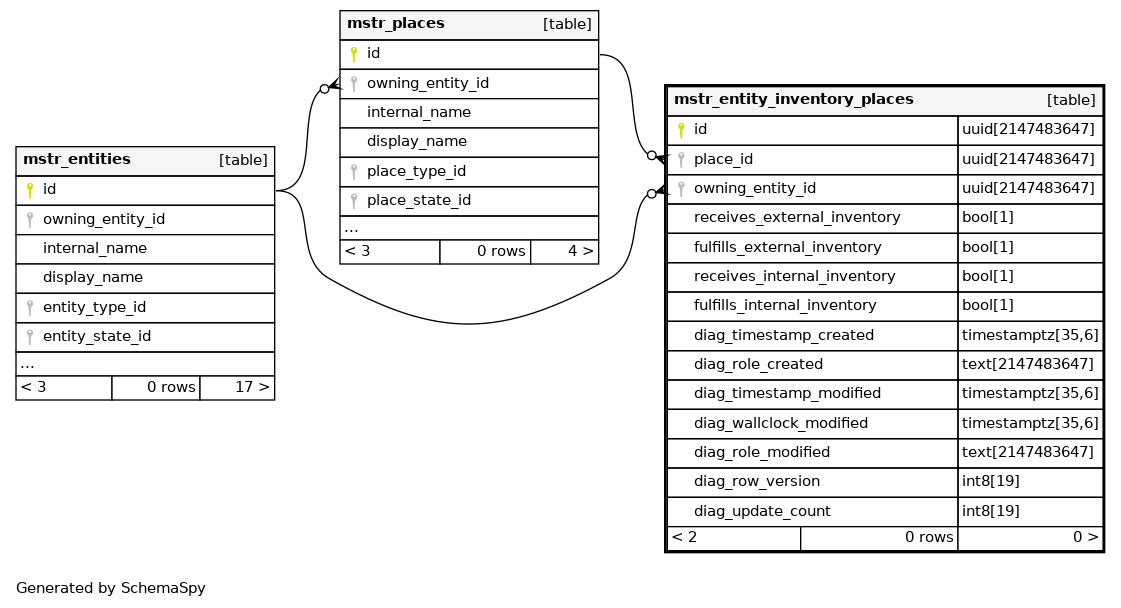 mstr_places [table]
id
owning_entity_id
internal_name
display_name
place_type_id
place_state_id
...
< 3 0 rows 4 >
mstr_entities [table]
id
owning_entity_id
internal_name
display_name
entity_type_id
entity_state_id
...
< 3 0 rows 17 >
mstr_entity_inventory_places [table]
id uuid[2147483647]
place_id uuid[2147483647]
owning_entity_id uuid[2147483647]
receives_external_inventory bool[1]
fulfills_external_inventory bool[1]
receives_internal_inventory bool[1]
fulfills_internal_inventory bool[1]
diag_timestamp_created timestamptz[35,6]
diag_role_created text[2147483647]
diag_timestamp_modified timestamptz[35,6]
diag_wallclock_modified timestamptz[35,6]
diag_role_modified text[2147483647]
diag_row_version int8[19]
diag_update_count int8[19]
< 2 0 rows 0 >
Generated by SchemaSpy